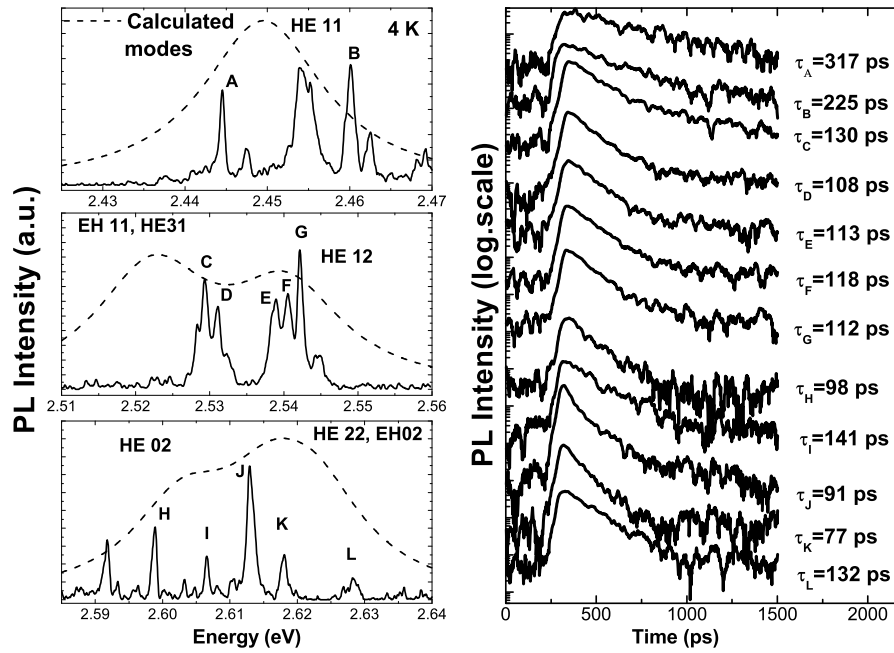 Calculated modes
HE 11
4 K
A
B
2.43
2.44
2.45
2.46
2.47
EH 11, HE31
HE 12
C
D
E
F
G
2.51
2.52
2.53
2.54
2.55
2.56
HE 02
HE 22, EH02
H
I
J
K
L
2.59
2.60
2.61
2.62
2.63
2.64
Energy (eV)
PL Intensity (a.u.)
PL Intensity (log.scale)
τA=317 ps
τB=225 ps
τC=130 ps
τD=108 ps
τE=113 ps
τF=118 ps
τG=112 ps
τH=98 ps
τI=141 ps
τJ=91 ps
τK=77 ps
τL=132 ps
0
500
1000
1500
2000
Time (ps)